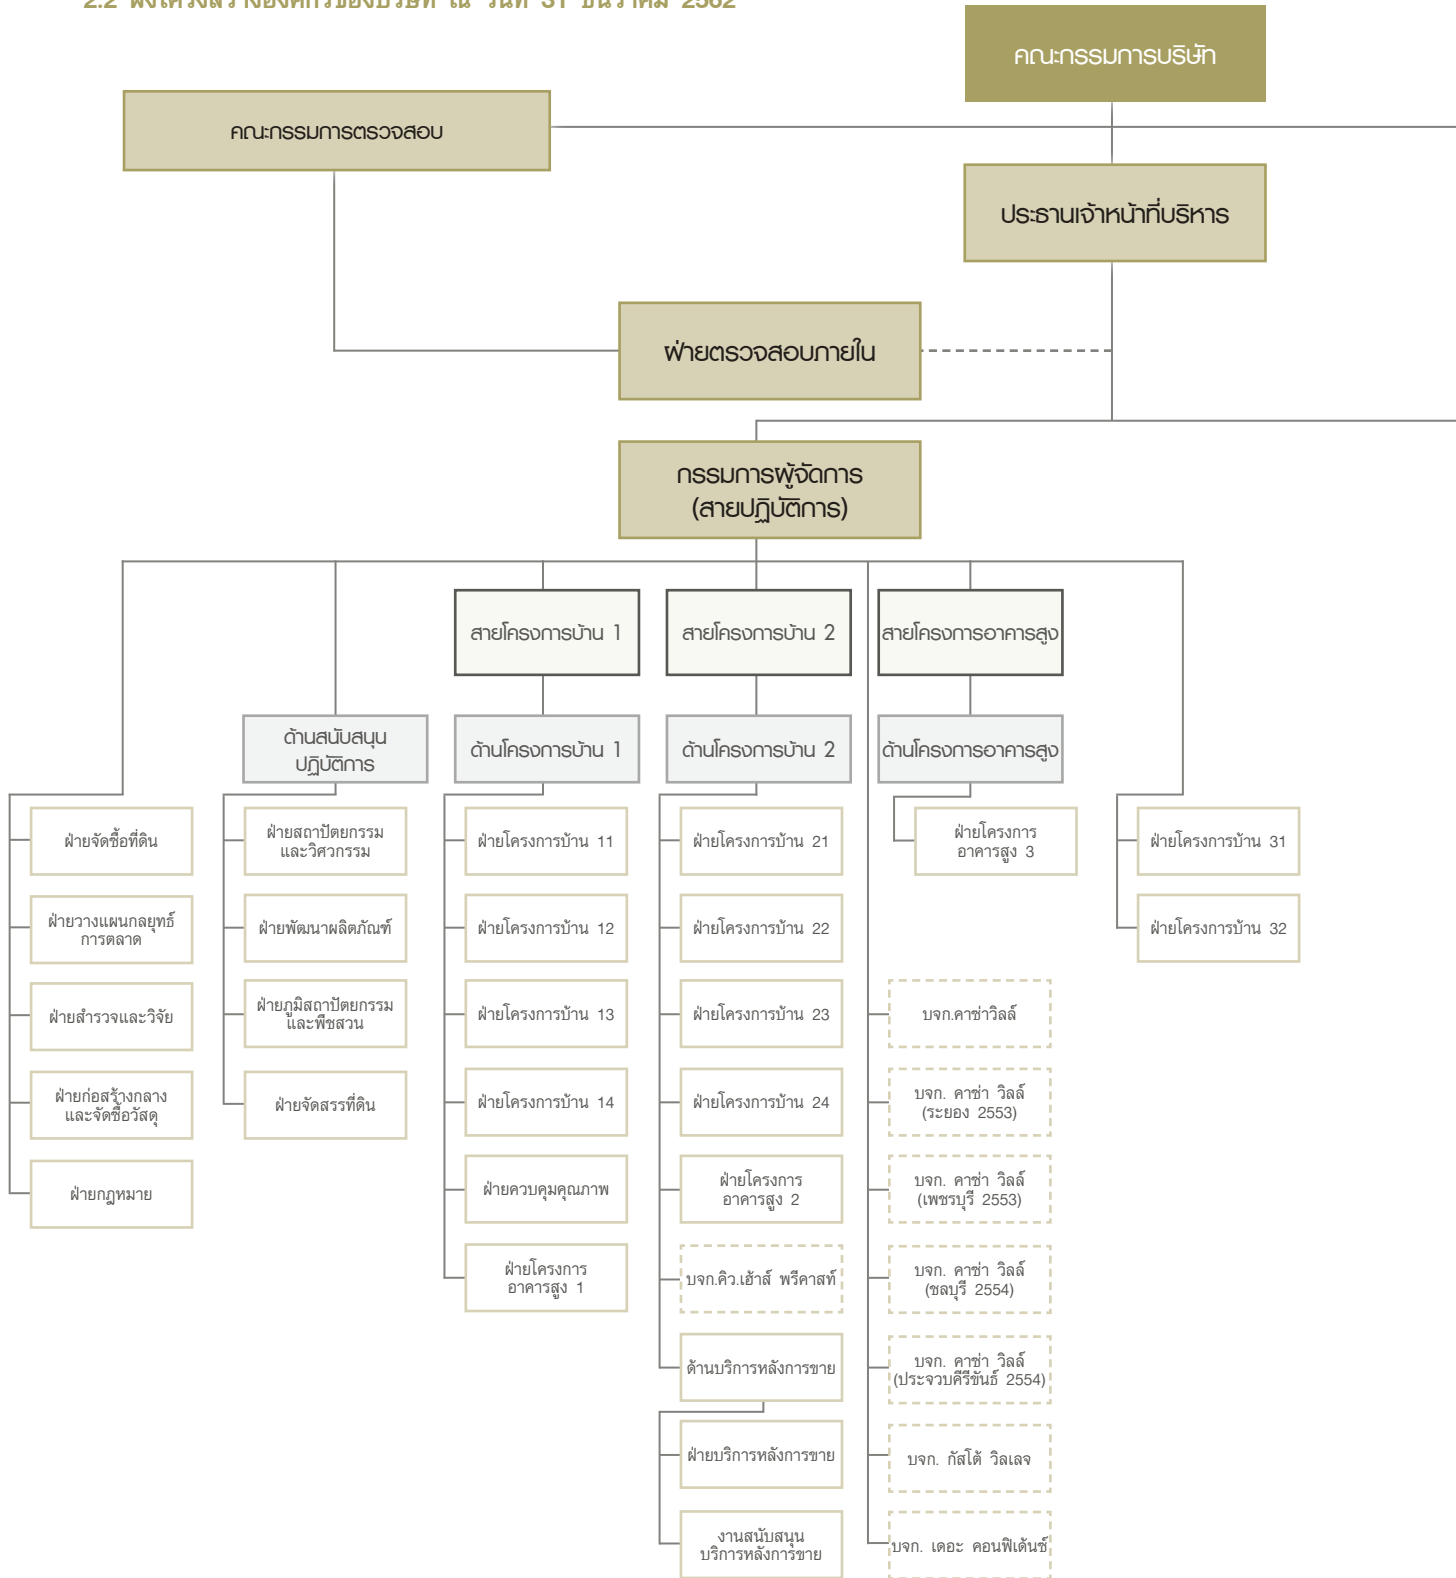 2.2 ผังโครงสร้างองค์กรของบริษัท ณ วันที่ 31 ธันวาคม 2562
คณะกรรมการบริษัท
คณะกรรมการตรวจสอบ
ประธานเจ้าหน้าที่บริหาร
ฝ่ายตรวจสอบภายใน
กรรมการผู้จัดการ
(สายปฏิบัติการ)
สายโครงการบ้าน 1
สายโครงการบ้าน 2
สายโครงการอาคารสูง
ด้านสนับสนุน
ปฏิบัติการ
ด้านโครงการบ้าน 1
ด้านโครงการบ้าน 2
ด้านโครงการอาคารสูง
ฝ่ายจัดซื้อที่ดิน
ฝ่ายวางแผนกลยุทธ์
การตลาด
ฝ่ายสำรวจและวิจัย
ฝ่ายก่อสร้างกลาง
และจัดซื้อวัสดุ
ฝ่ายกฎหมาย
ฝ่ายสถาปัตยกรรม
และวิศวกรรม
ฝ่ายพัฒนาผลิตภัณฑ์
ฝ่ายภูมิสถาปัตยกรรม
และพืชสวน
ฝ่ายจัดสรรที่ดิน
ฝ่ายโครงการบ้าน 11
ฝ่ายโครงการบ้าน 12
ฝ่ายโครงการบ้าน 13
ฝ่ายโครงการบ้าน 14
ฝ่ายควบคุมคุณภาพ
ฝ่ายโครงการ
อาคารสูง 1
ฝ่ายโครงการบ้าน 21
ฝ่ายโครงการบ้าน 22
ฝ่ายโครงการบ้าน 23
ฝ่ายโครงการบ้าน 24
ฝ่ายโครงการ
อาคารสูง 2
บจก.คิว.เฮ้าส์ พรีคาสท์
ด้านบริการหลังการขาย
ฝ่ายบริการหลังการขาย
งานสนับสนุน
บริการหลังการขาย
ฝ่ายโครงการ
อาคารสูง 3
บจก.คาซ่าวิลล์
บจก. คาซ่า วิลล์
(ระยอง 2553)
บจก. คาซ่า วิลล์
(เพชรบุรี 2553)
บจก. คาซ่า วิลล์
(ชลบุรี 2554)
บจก. คาซ่า วิลล์
(ประจวบคีรีขันธ์ 2554)
บจก. กัสโต้ วิลเลจ
บจก. เดอะ คอนฟิเด้นซ์
ฝ่ายโครงการบ้าน 31
ฝ่ายโครงการบ้าน 32